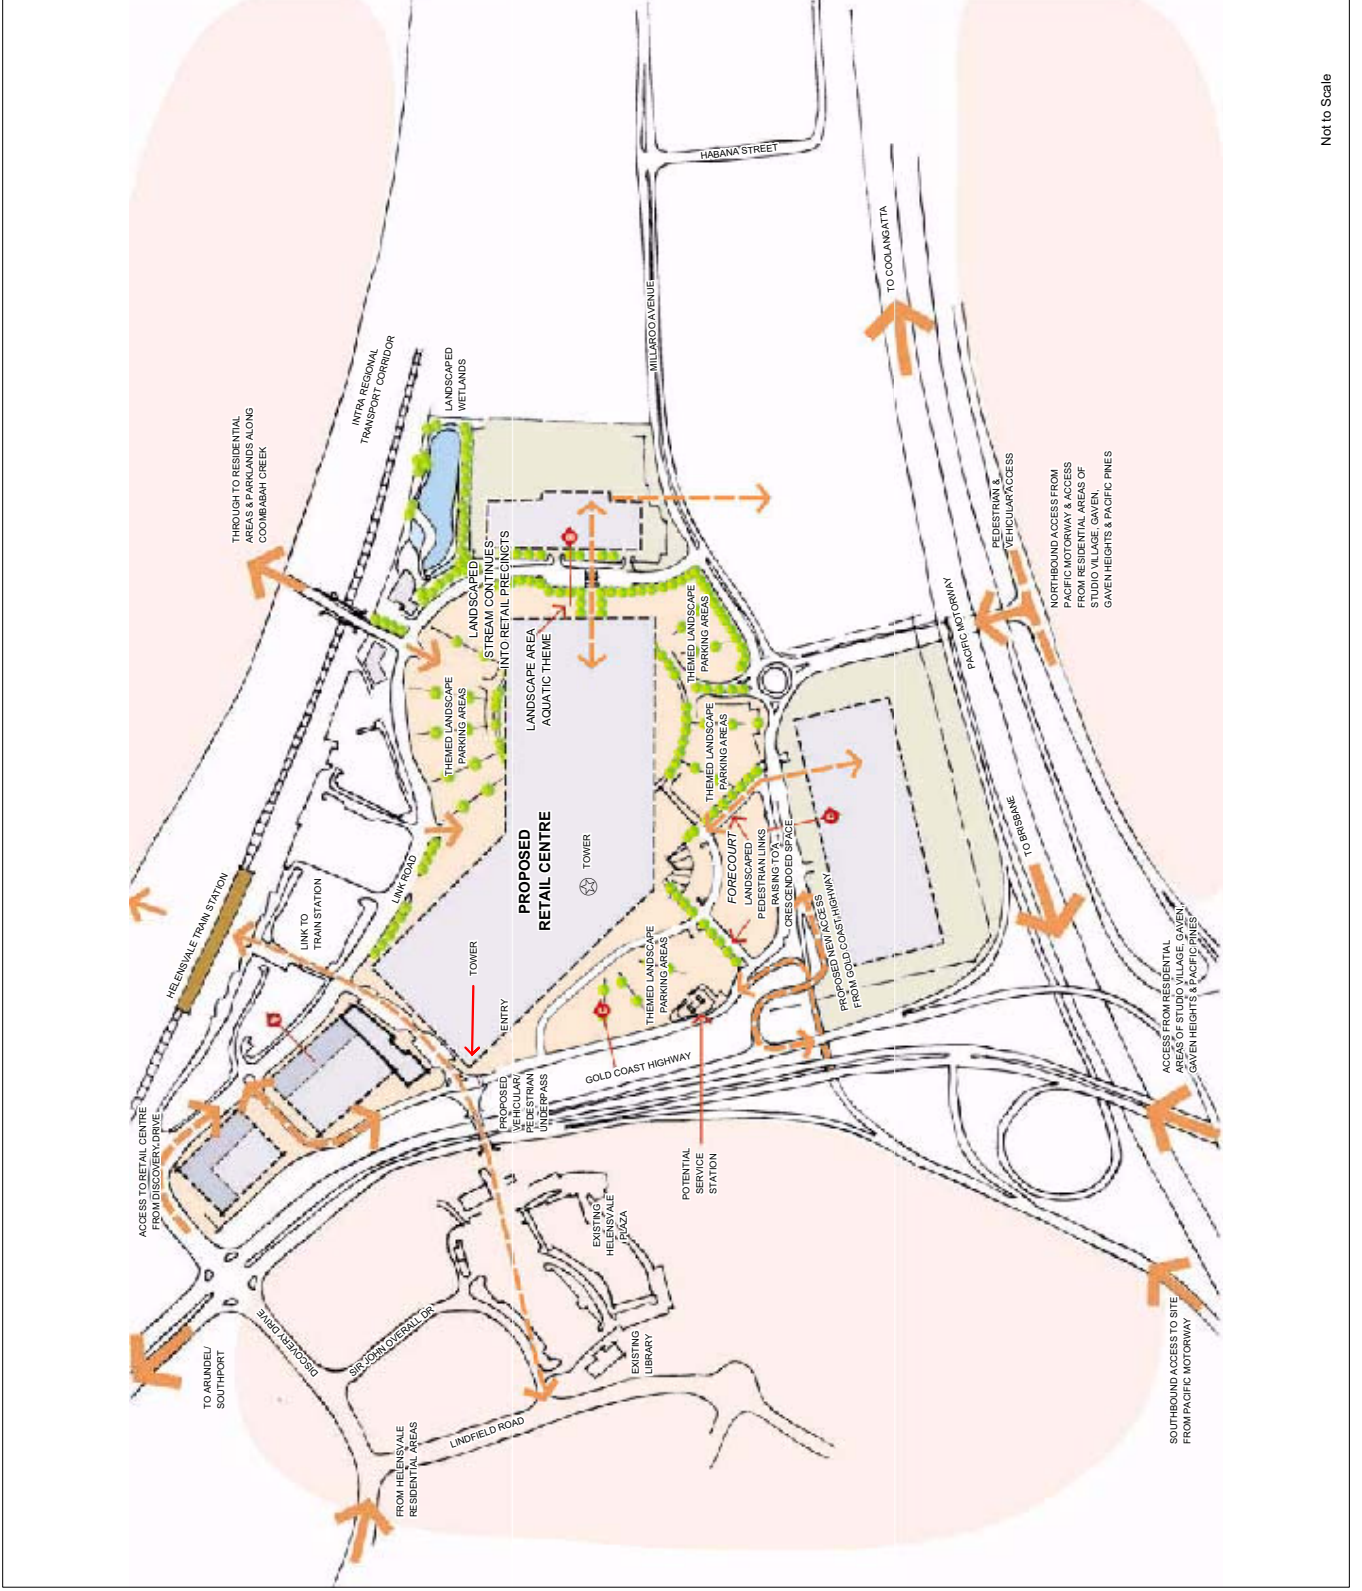 Not to Scale
HABANA STREET
TO COOLANGATTA
MILLAROO AVENUE
INTRA REGIONAL
TRANSPORT CORRIDOR
LANDSCAPED
WETLANDS
THROUGH TO RESIDENTIAL
AREAS & PARKLANDS ALONG
COOMBABAH CREEK
PEDESTRIAN &
VEHICULAR ACCESS
NORTHBOUND ACCESS FROM
PACIFIC MOTORWAY & ACCESS
FROM RESIDENTIAL AREAS OF
STUDIO VILLAGE, GAVEN,
GAVEN HEIGHTS & PACIFIC PINES
LANDSCAPED
STREAM CONTINUES
INTO RETAIL PRECINCTS
LANDSCAPE AREA
AQUATIC THEME
THEMED LANDSCAPE
PARKING AREAS
THEMED LANDSCAPE
PARKING AREAS
THEMED LANDSCAPE
PARKING AREAS
PACIFIC MOTORWAY
TO BRISBANE
PROPOSED
RETAIL CENTRE
TOWER
FORECOURT
LANDSCAPED
PEDESTRIAN LINKS
RAISING TO A
CRESCENDOED SPACE
LINK ROAD
HELENSVALE TRAIN STATION
LINK TO
TRAIN STATION
TOWER
ENTRY
THEMED LANDSCAPE
PARKING AREAS
PROPOSED NEW ACCESS
FROM GOLD COAST HIGHWAY
ACCESS FROM RESIDENTIAL
AREAS OF STUDIO VILLAGE, GAVEN,
GAVEN HEIGHTS & PACIFIC PINES
GOLD COAST HIGHWAY
PROPOSED
VEHICULAR/
PEDESTRIAN
UNDERPASS
ACCESS TO RETAIL CENTRE
FROM DISCOVERY DRIVE
POTENTIAL
SERVICE
STATION
EXISTING
HELENSVALE
PLAZA
EXISTING
LIBRARY
DISCOVERY DRIVE
SIR JOHN OVERALL DR
TO ARUNDEL/
SOUTHPORT
LINDFIELD ROAD
FROM HELENSVALE
RESIDENTIAL AREAS
SOUTHBOUND ACCESS TO SITE
FROM PACIFIC MOTORWAY